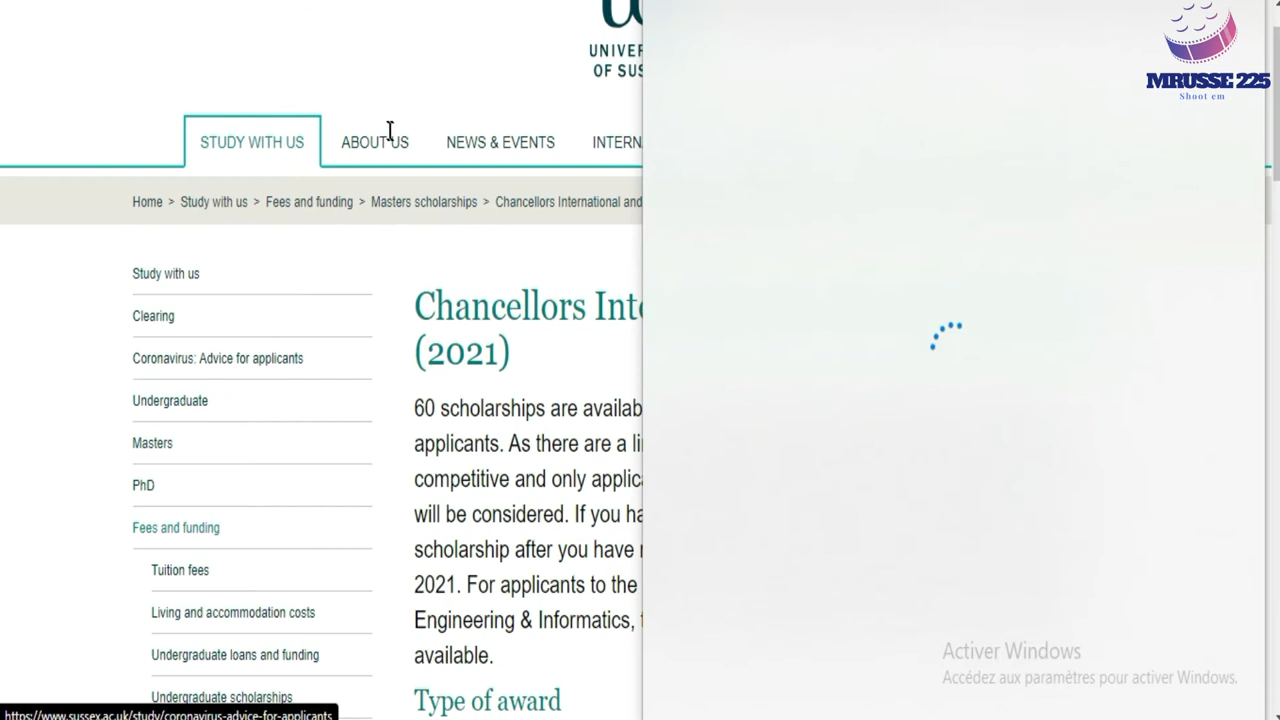 UNIVER
OF SUS
MRUSSE 225
Shoot em
STUDY WITH US
ABOUT US
NEWS & EVENTS
INTERN
Home > Study with us > Fees and funding > Masters scholarships > Chancellors International and
Study with us
Clearing
Coronavirus: Advice for applicants
Undergraduate
Masters
PhD
Fees and funding
Tuition fees
Living and accommodation costs
Undergraduate loans and funding
Undergraduate scholarships
Chancellors Inte
(2021)
60 scholarships are availab
applicants. As there are a li
competitive and only applic
will be considered. If you ha
scholarship after you have
2021. For applicants to the
Engineering & Informatics,
available.
Type of award
Activer Windows
Accédez aux paramètres pour activer Windows.
https://www.sussex.ac.uk/study/coronavirus-advice-for-applicants